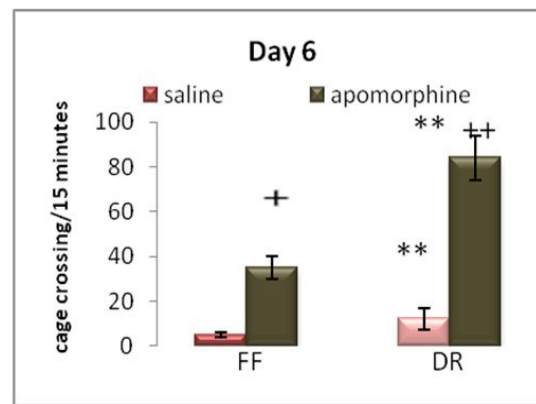 Day 6
saline apomorphine
cage crossing/15 minutes
100
80
60
40
20
0
** ++
+
**
FF DR